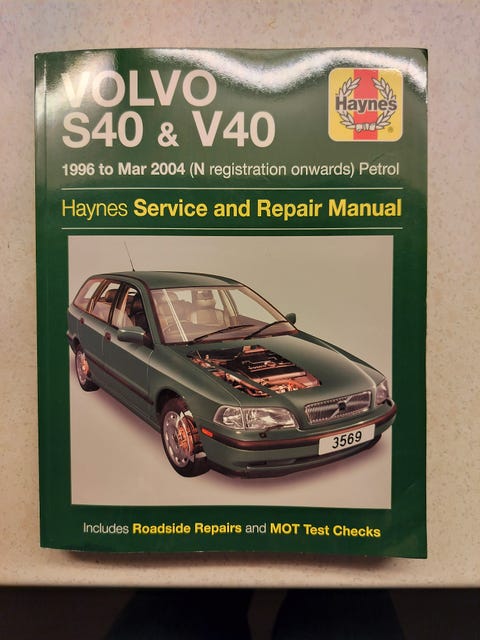 VOLVO
S40 & V40
Haynes
®
1996 to Mar 2004 (N registration onwards) Petrol
Haynes Service and Repair Manual
3569
Includes Roadside Repairs and MOT Test Checks